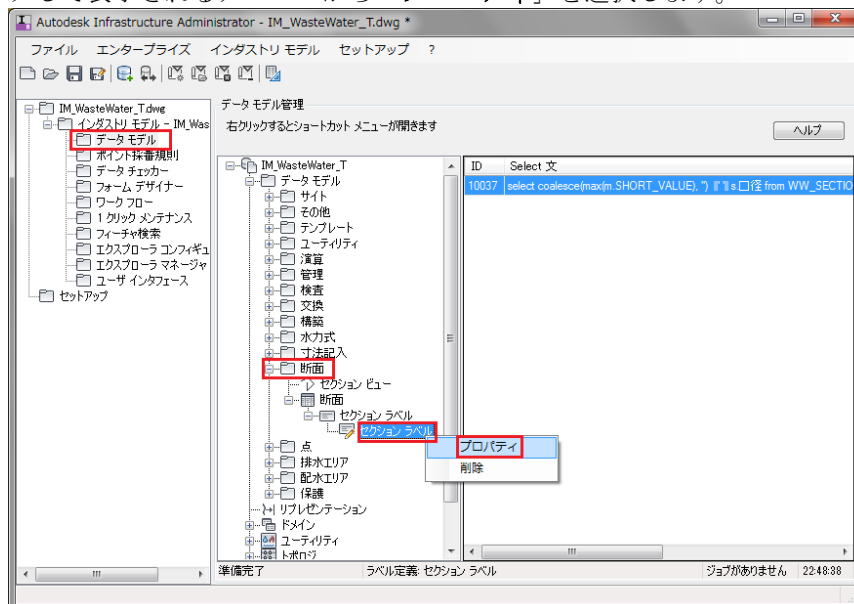 Autodesk Infrastructure Administrator - IM_WasteWater_T.dwg *
ファイル エンタープライズ インダストリ モデル セットアップ ?
IM_WasteWater_T.dwg
インダストリ モデル - IM_Was
データ モデル
ポイント採番規則
データ チェッカー
フォーム デザイナー
ワーク フロー
1 クリック メンテナンス
フィーチャ検索
エクスプローラ コンフィギュ
エクスプローラ マネージャ
ユーザ インタフェース
セットアップ
データ モデル管理
右クリックするとショートカット メニューが開きます
ヘルプ
IM_WasteWater_T
データ モデル
サイト
その他
テンプレート
ユーティリティ
演算
管理
検査
交換
構築
水力式
寸法記入
断面
セクション ビュー
断面
セクション ラベル
セクション ラベル
点
排水エリア
配水エリア
保護
リプレゼンテーション
ドメイン
ユーティリティ
トポロジ
プロパティ
削除
ID Select 文
10037 select coalesce(max(m.SHORT_VALUE), '') || '' || s.口径 from WW_SECTIO
準備完了 ラベル定義: セクション ラベル ジョブがありません 22:48:38